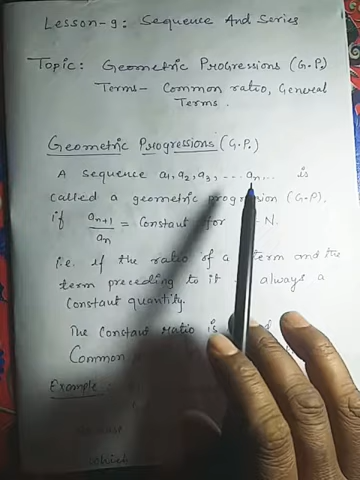 Lesson-9: Sequence And Series
Topic: Geometric Progressions (G.P.)
Terms- Common ratio, General
Terms.
Geometric Progressions (G.P.)
A sequence a1, a2, a3, ... an... is
called a geometric progression (G.P),
if an+1/an = Constant for N.
i.e. if the ratio of a term and the
term preceding to it always a
Constant quantity.
The Constant ratio is
Common
Example:
which